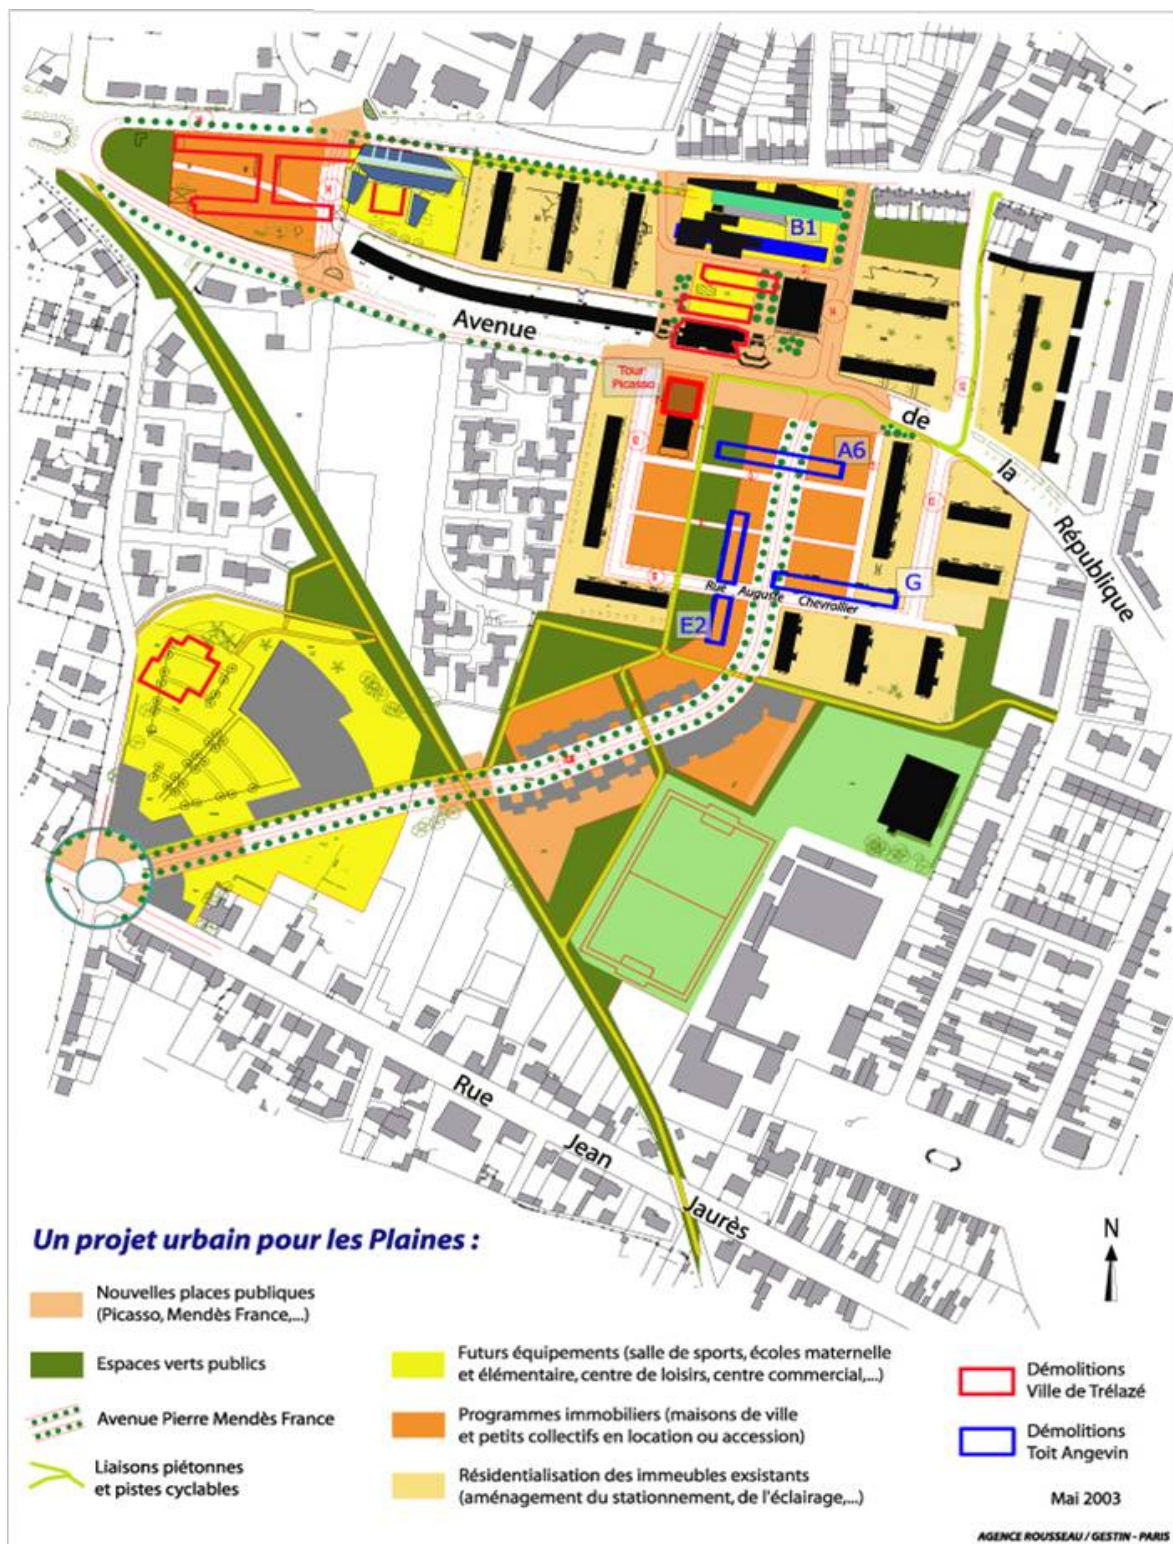 B1
Avenue
Tour
Picasso
de
A6
la
République
Rue Auguste Chevrollier
G
E2
Rue
Jean
Jaurès
N
Un projet urbain pour les Plaines :
Nouvelles places publiques
(Picasso, Mendès France,...)
Espaces verts publics
Avenue Pierre Mendès France
Liaisons piétonnes
et pistes cyclables
Futurs équipements (salle de sports, écoles maternelle
et élémentaire, centre de loisirs, centre commercial,...)
Programmes immobiliers (maisons de ville
et petits collectifs en location ou accession)
Résidentialisation des immeubles exsistants
(aménagement du stationnement, de l'éclairage,...)
Démolitions
Ville de Trélazé
Démolitions
Toit Angevin
Mai 2003
AGENCE ROUSSEAU / GESTIN - PARIS